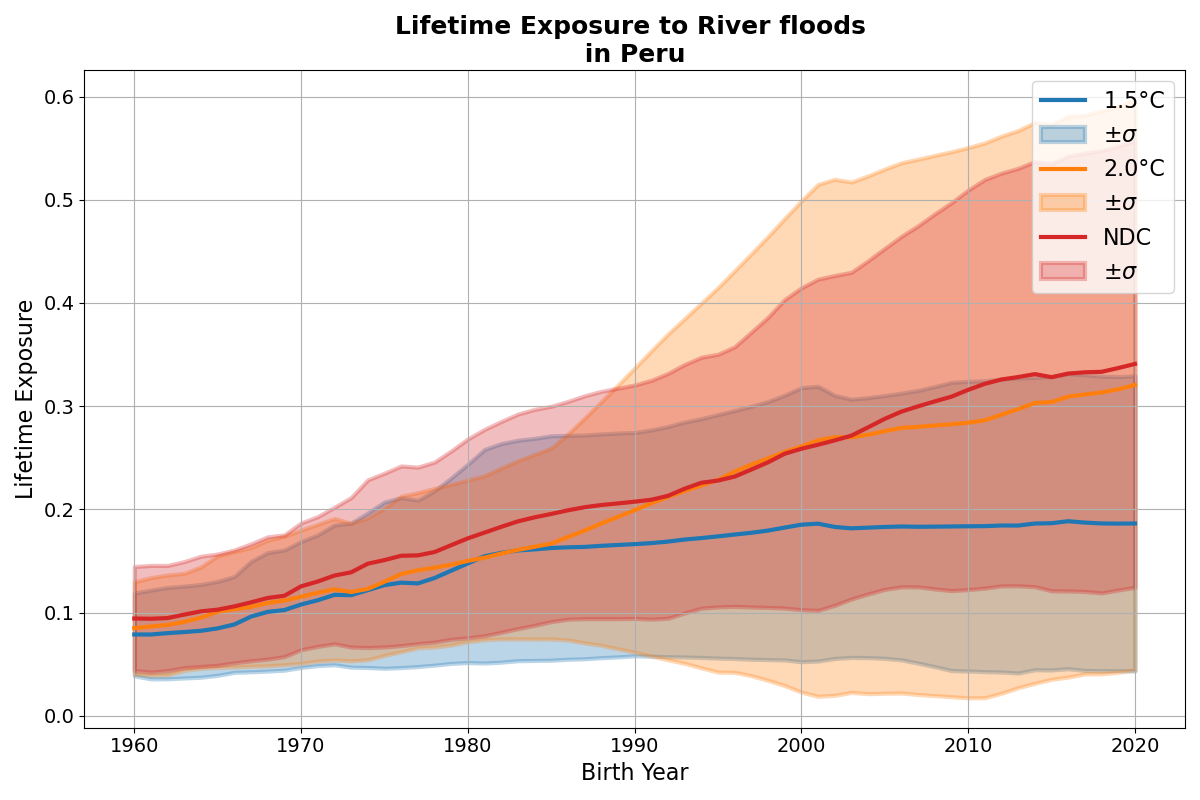 Lifetime Exposure to River floods
in Peru
Lifetime Exposure
0.6
0.5
0.4
0.3
0.2
0.1
0.0
1960
1970
1980
1990
2000
2010
2020
Birth Year
1.5°C
±σ
2.0°C
±σ
NDC
±σ